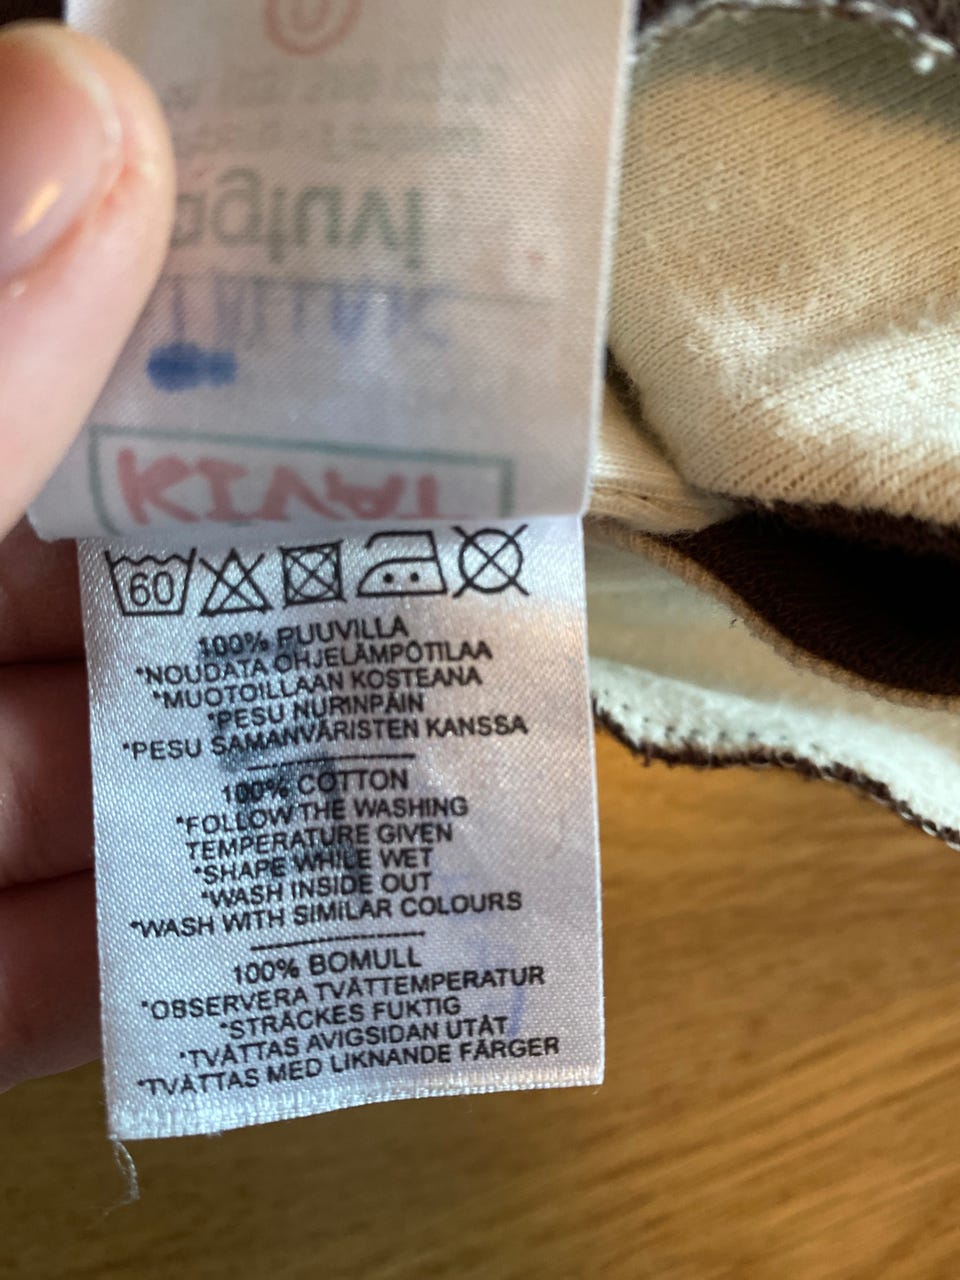 KIVAT
60
100% PUUVILLA
*NOUDATA OHJELÄMPÖTILAA
*MUOTOILLAAN KOSTEANA
*PESU NURINPÄIN
*PESU SAMANVÄRISTEN KANSSA
100% COTTON
*FOLLOW THE WASHING
TEMPERATURE GIVEN
*SHAPE WHILE WET
*WASH INSIDE OUT
*WASH WITH SIMILAR COLOURS
100% BOMULL
*OBSERVERA TVÄTTEMPERATUR
*STRÄCKES FUKTIG
*TVÄTTAS AVIGSIDAN UTÅT
*TVÄTTAS MED LIKNANDE FÄRGER